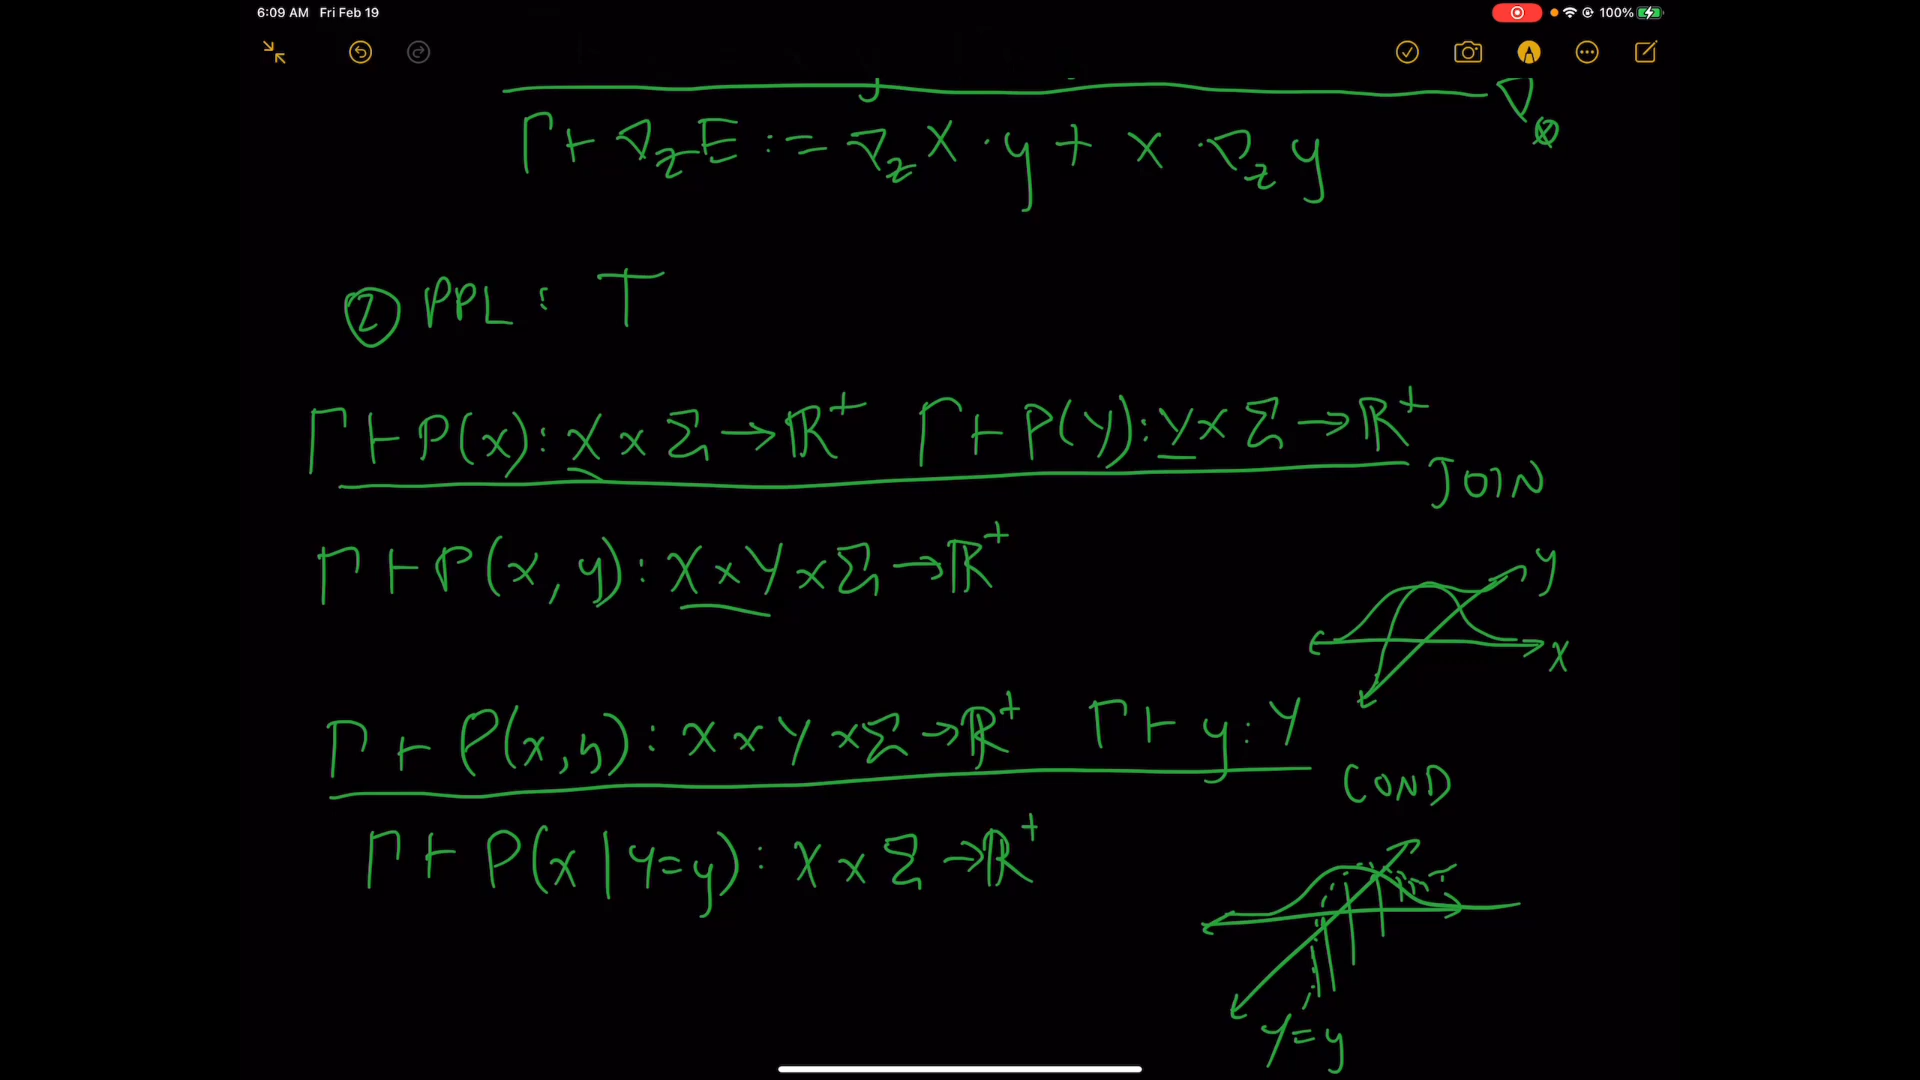 6:09 AM Fri Feb 19 100%
∇⊗
Γ ⊢ ∇_z E := ∇_z X · y + x · ∇_z y
② PPL : T
Γ ⊢ P(x) : X × Σ → ℝ⁺ Γ ⊢ P(y) : Y × Σ → ℝ⁺
JOIN
Γ ⊢ P(x, y) : X × Y × Σ → ℝ⁺
y
x
Γ ⊢ P(x, y) : X × Y × Σ → ℝ⁺ Γ ⊢ y : Y
COND
Γ ⊢ P(x | Y = y) : X × Σ → ℝ⁺
Y = y